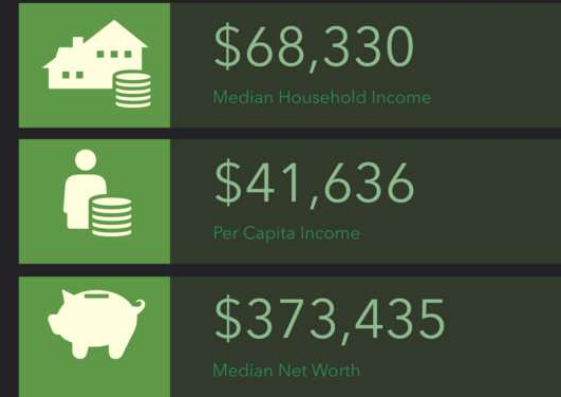 $68,330
Median Household Income
$41,636
Per Capita Income
$373,435
Median Net Worth